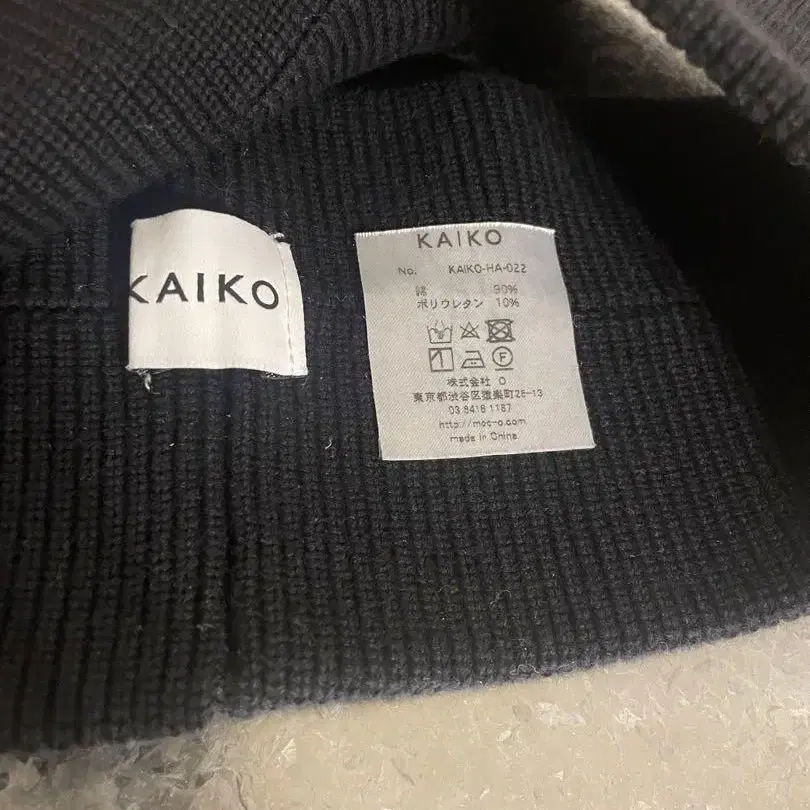 KAIKO
KAIKO
No. KAIKO-HA-022
綿 90%
ポリウレタン 10%
F
株式会社 O
東京都渋谷区猿楽町26-13
03 6416 1187
http://moc-o.com
made in China